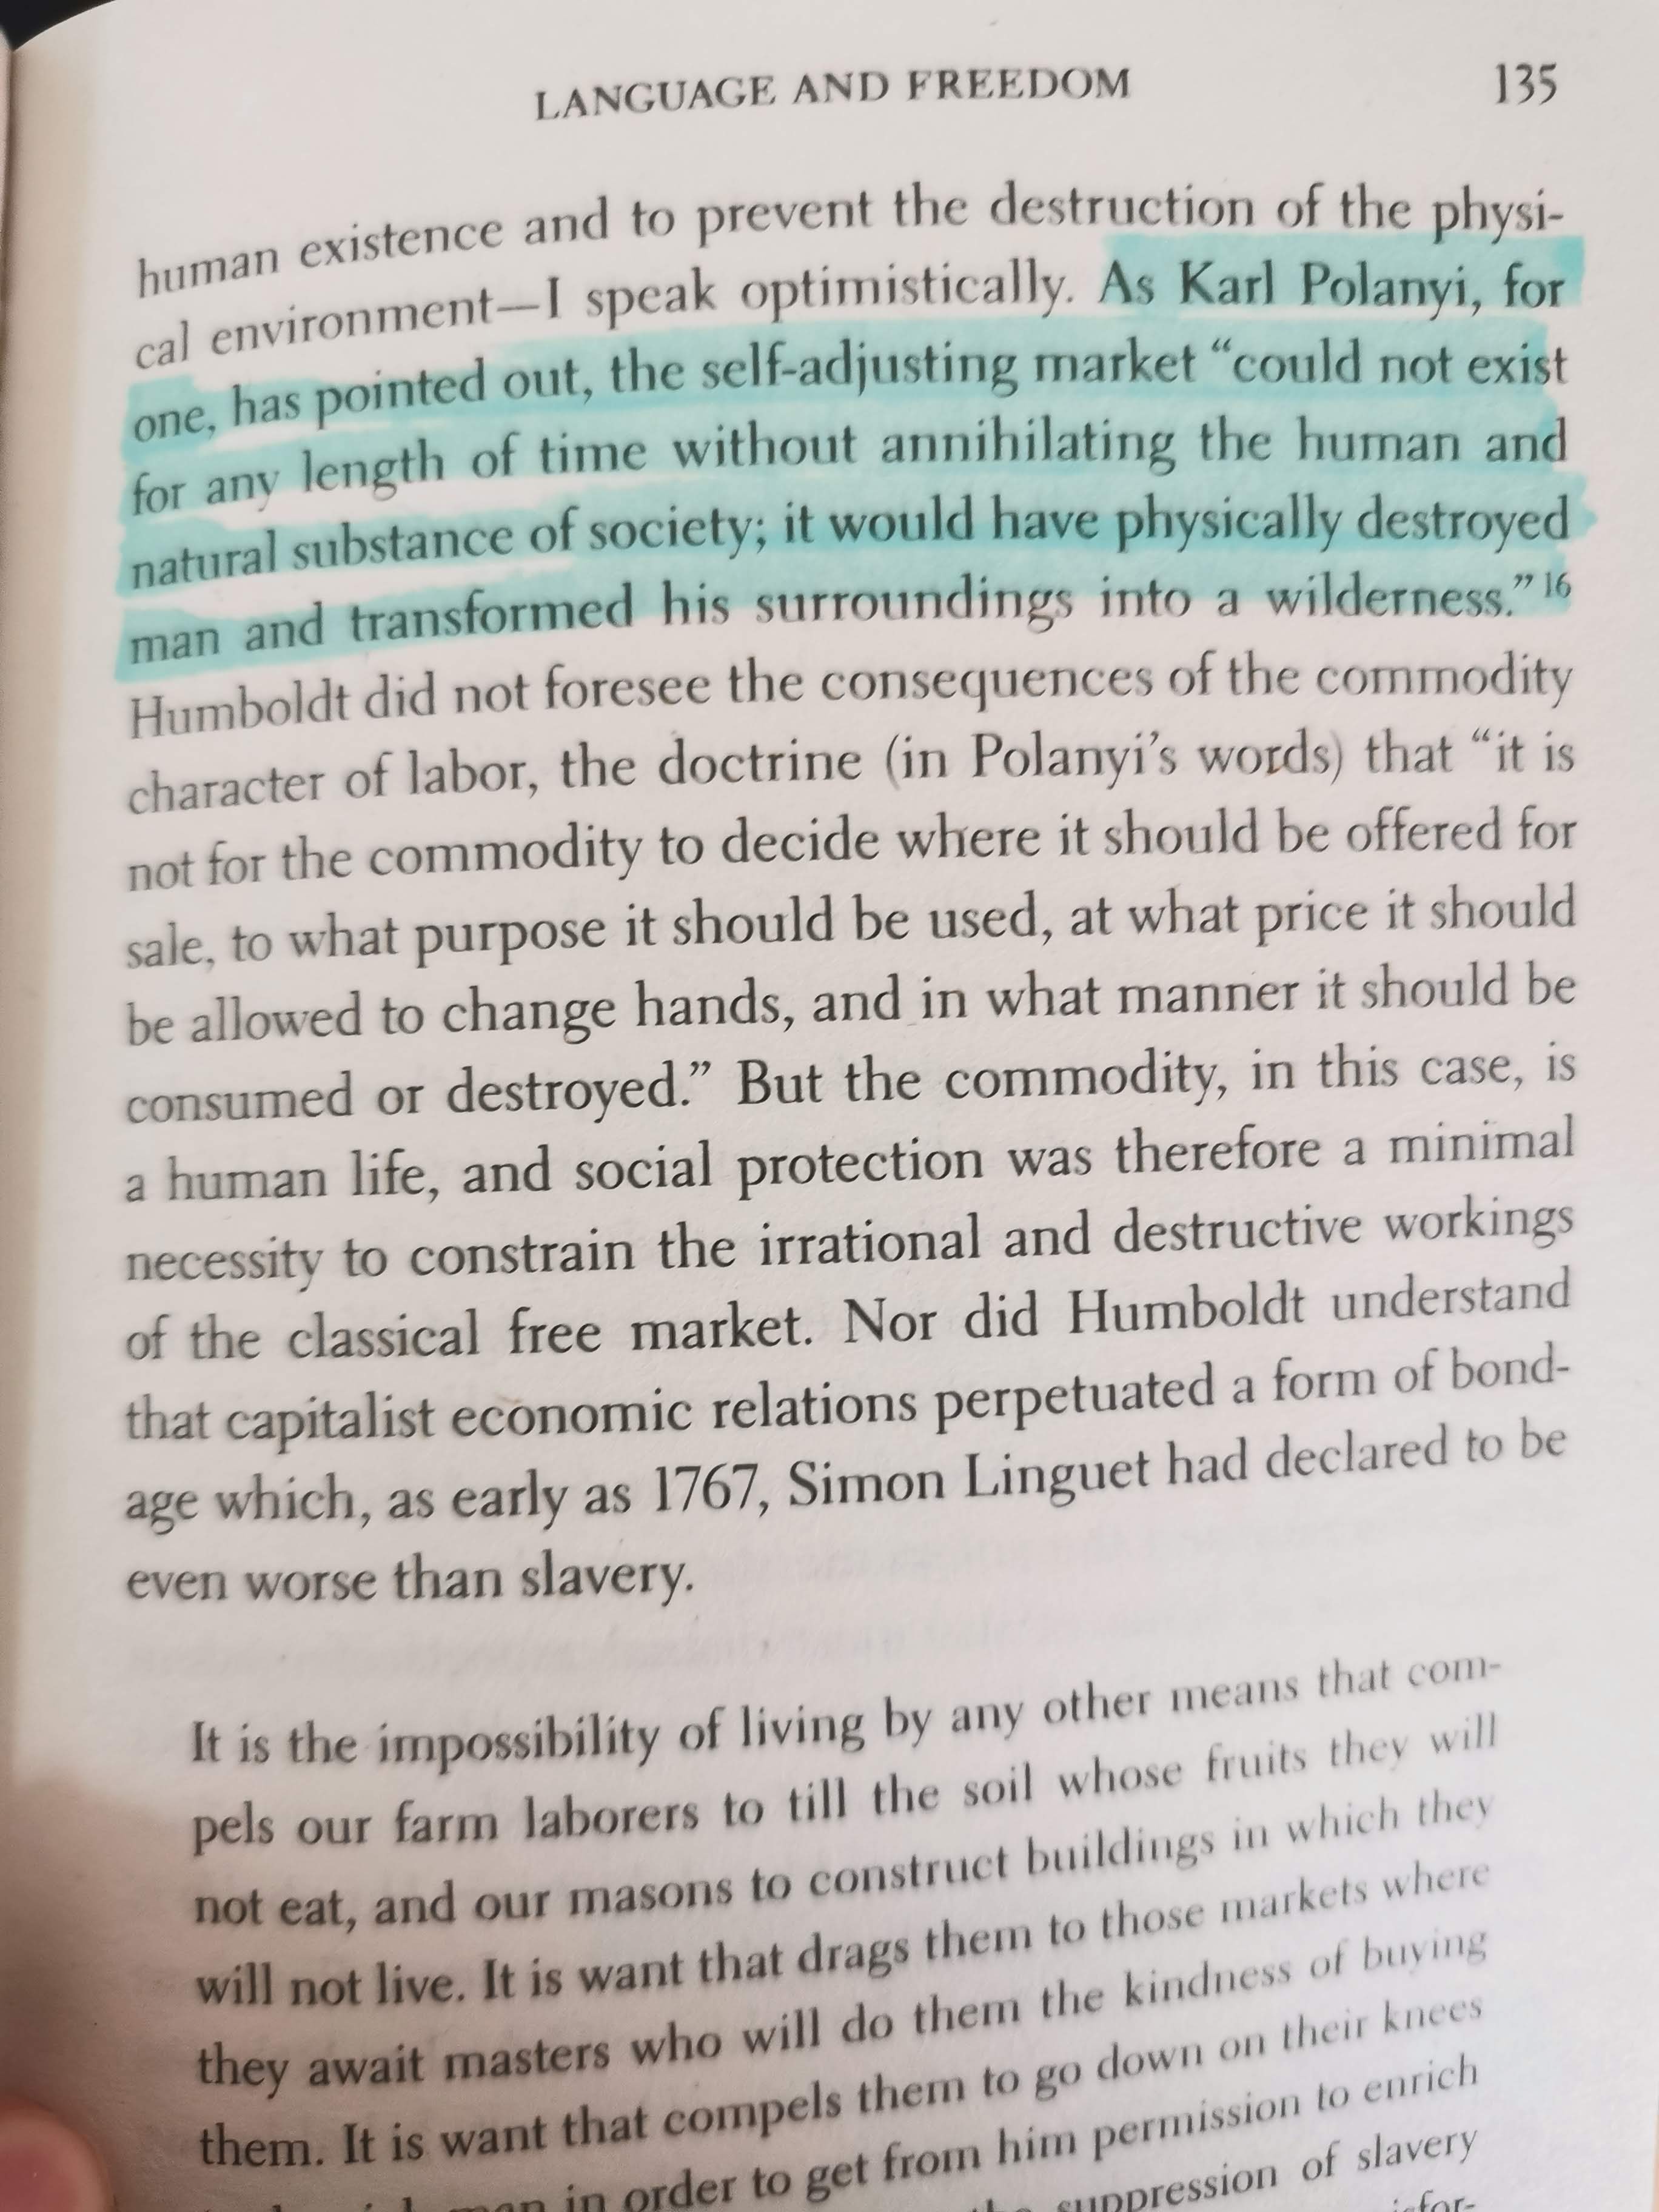 LANGUAGE AND FREEDOM 135
human existence and to prevent the destruction of the physi-
cal environment—I speak optimistically. As Karl Polanyi, for
one, has pointed out, the self-adjusting market “could not exist
for any length of time without annihilating the human and
natural substance of society; it would have physically destroyed
man and transformed his surroundings into a wilderness.”16
Humboldt did not foresee the consequences of the commodity
character of labor, the doctrine (in Polanyi’s words) that “it is
not for the commodity to decide where it should be offered for
sale, to what purpose it should be used, at what price it should
be allowed to change hands, and in what manner it should be
consumed or destroyed.” But the commodity, in this case, is
a human life, and social protection was therefore a minimal
necessity to constrain the irrational and destructive workings
of the classical free market. Nor did Humboldt understand
that capitalist economic relations perpetuated a form of bond-
age which, as early as 1767, Simon Linguet had declared to be
even worse than slavery.
It is the impossibility of living by any other means that com-
pels our farm laborers to till the soil whose fruits they will
not eat, and our masons to construct buildings in which they
will not live. It is want that drags them to those markets where
they await masters who will do them the kindness of buying
them. It is want that compels them to go down on their knees
in order to get from him permission to enrich
suppression of slavery